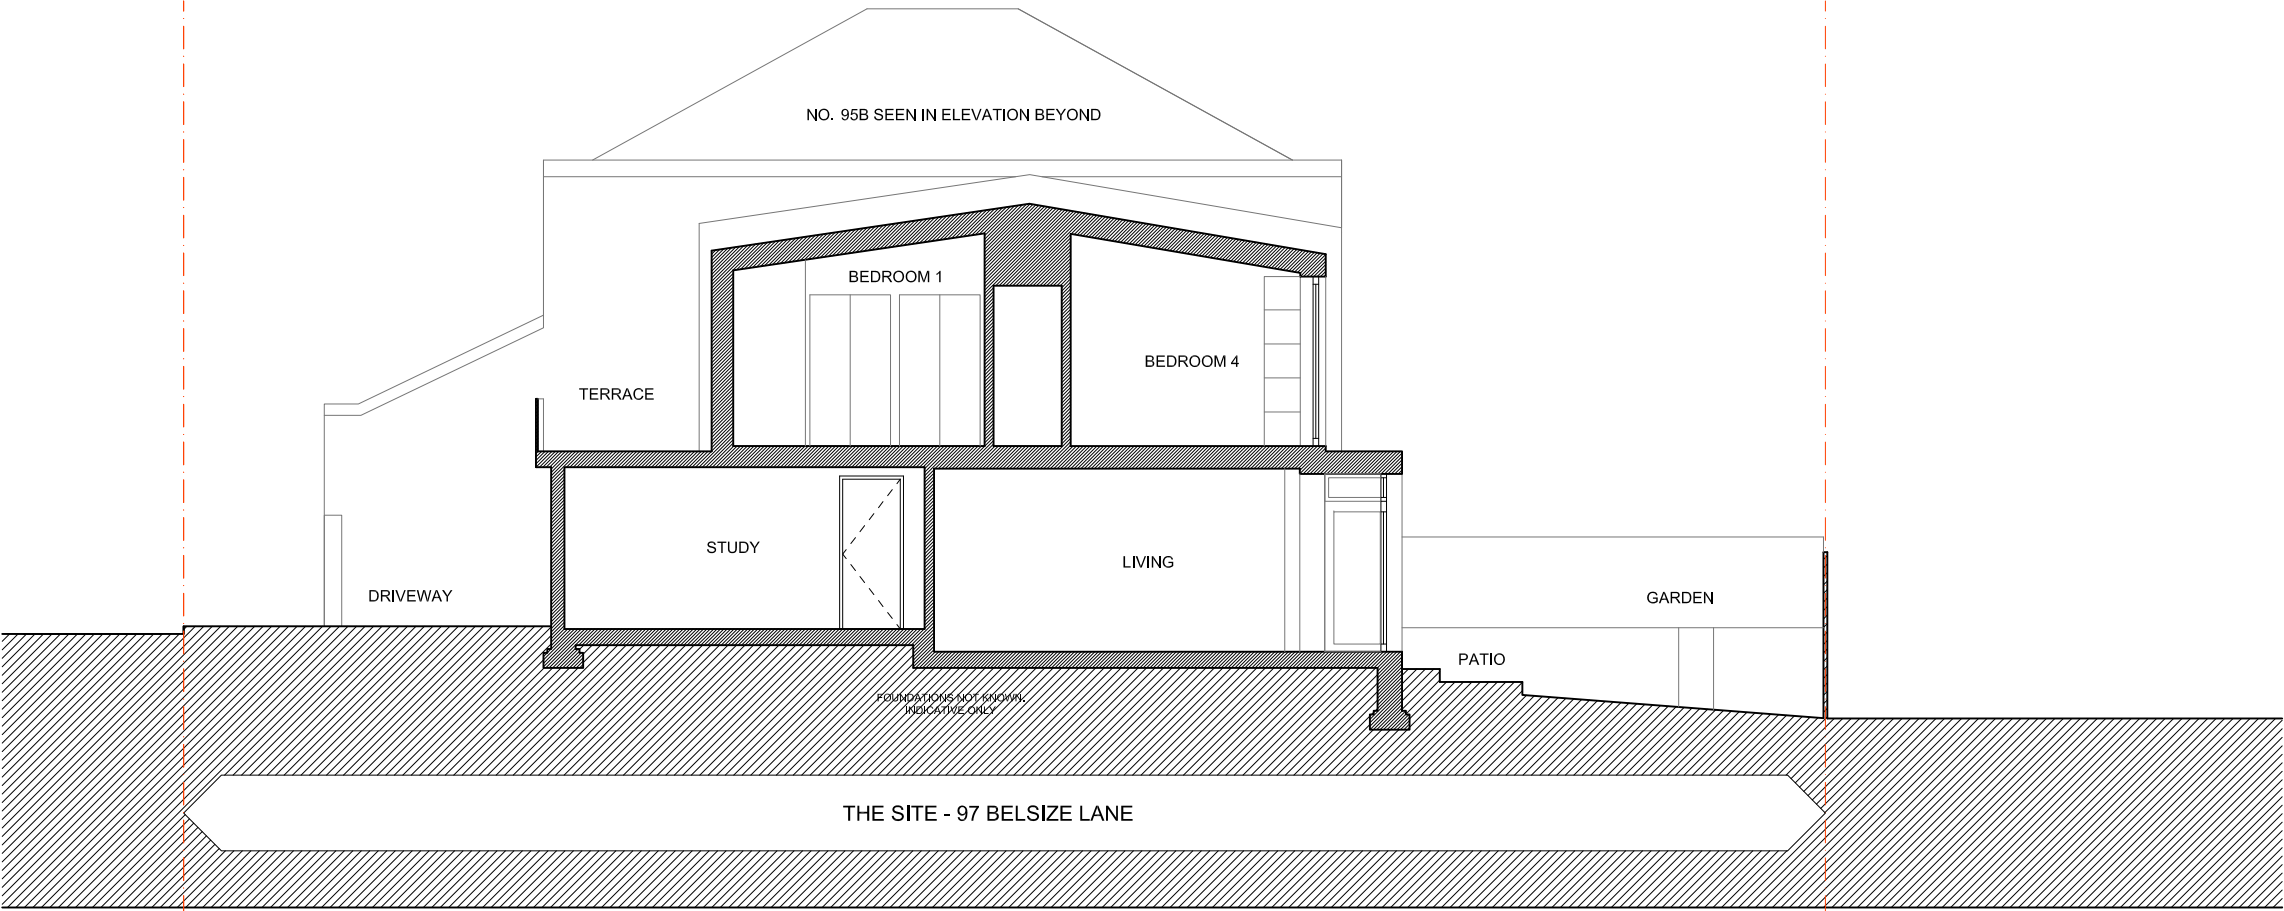 NO. 95B SEEN IN ELEVATION BEYOND
BEDROOM 1
BEDROOM 4
TERRACE
STUDY
LIVING
DRIVEWAY
GARDEN
PATIO
FOUNDATIONS NOT KNOWN.
INDICATIVE ONLY
THE SITE - 97 BELSIZE LANE